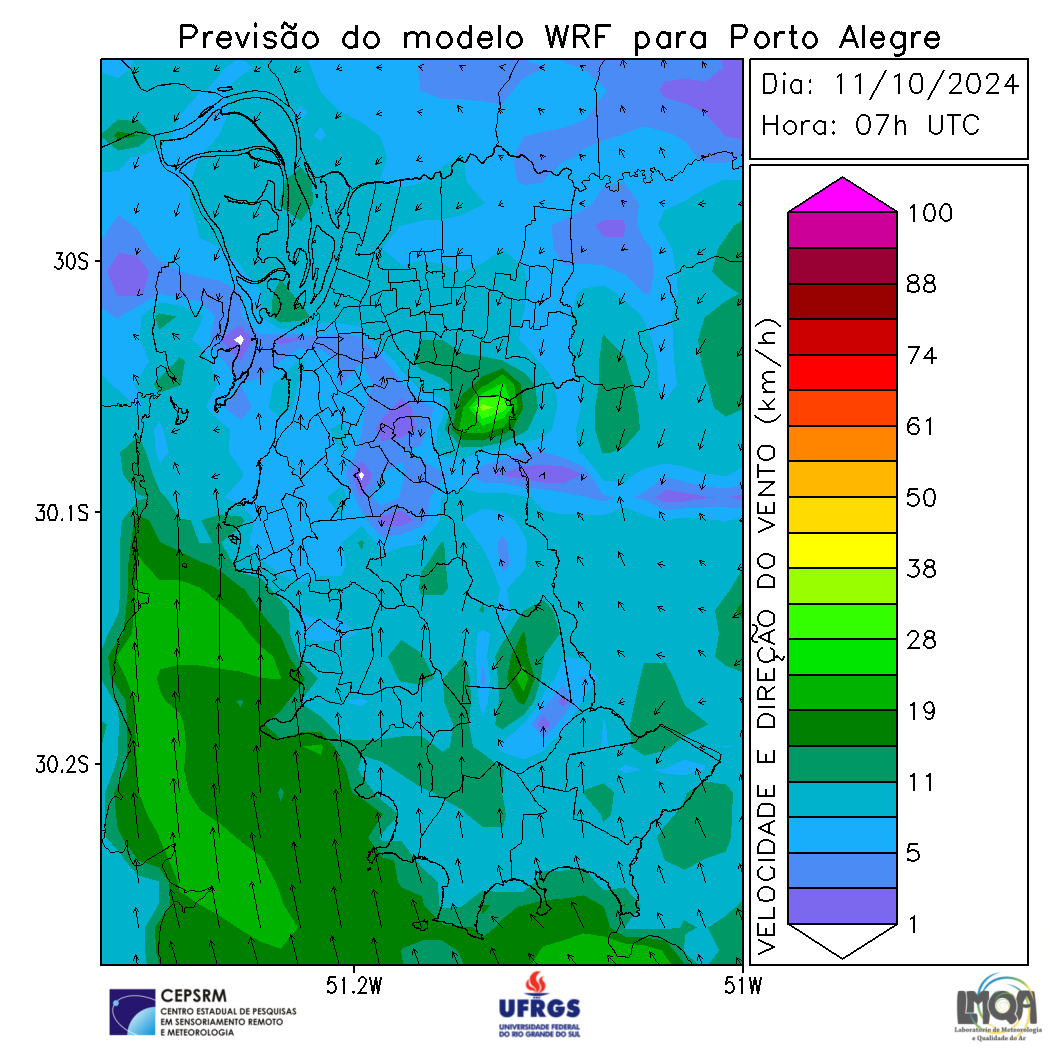 Previsão do modelo WRF para Porto Alegre
Dia: 11/10/2024
Hora: 07h UTC
30S
30.1S
30.2S
51.2W
51W
VELOCIDADE E DIREÇÃO DO VENTO (km/h)
100
88
74
61
50
38
28
19
11
5
1
CEPSRM
CENTRO ESTADUAL DE PESQUISAS
EM SENSORIAMENTO REMOTO
E METEOROLOGIA
UFRGS
UNIVERSIDADE FEDERAL
DO RIO GRANDE DO SUL
LMQA
Laboratório de Meteorologia
e Qualidade do Ar